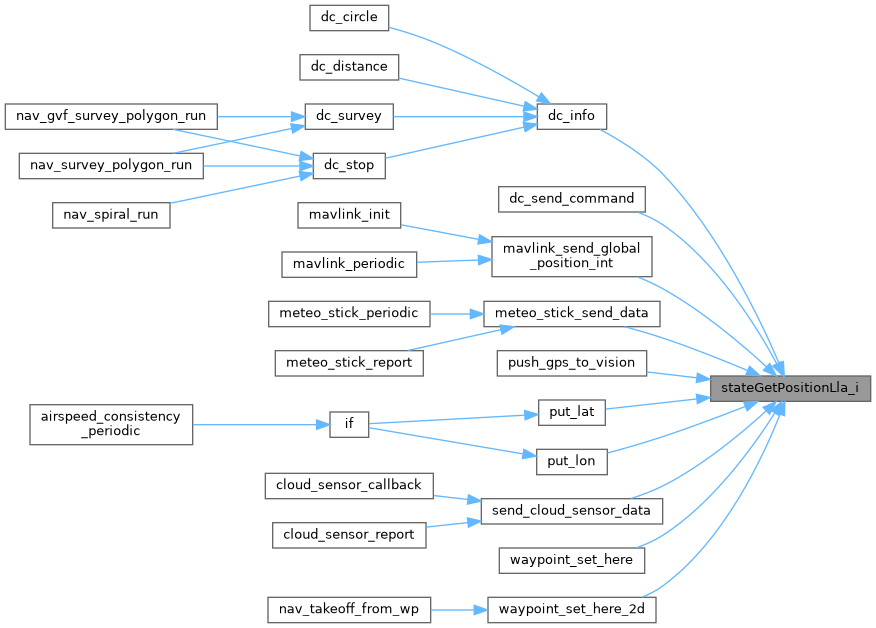 dc_circle
dc_distance
nav_gvf_survey_polygon_run
dc_survey
dc_info
nav_survey_polygon_run
dc_stop
dc_send_command
nav_spiral_run
mavlink_init
mavlink_send_global
_position_int
mavlink_periodic
meteo_stick_periodic
meteo_stick_send_data
meteo_stick_report
push_gps_to_vision
stateGetPositionLla_i
airspeed_consistency
_periodic
if
put_lat
put_lon
cloud_sensor_callback
send_cloud_sensor_data
cloud_sensor_report
waypoint_set_here
nav_takeoff_from_wp
waypoint_set_here_2d